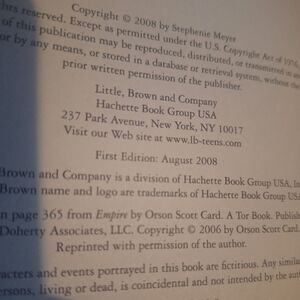 Copyright © 2008 by Stephenie Meyer
hts reserved. Except as permitted under the U.S. Copyright Act of 1976,
of this publication may be reproduced, distributed, or transmitted in an
or by any means, or stored in a database or retrieval system, without the
prior written permission of the publisher.
Little, Brown and Company
Hachette Book Group USA
237 Park Avenue, New York, NY 10017
Visit our Web site at www.lb-teens.com
First Edition: August 2008
Brown and Company is a division of Hachette Book Group USA, In
Brown name and logo are trademarks of Hachette Book Group USA
n page 365 from Empire by Orson Scott Card. A Tor Book. Publish
Doherty Associates, LLC. Copyright © 2006 by Orson Scott Card.
Reprinted with permission of the author.
acters and events portrayed in this book are fictitious. Any simila
ersons, living or dead, is coincidental and not intended by the autho